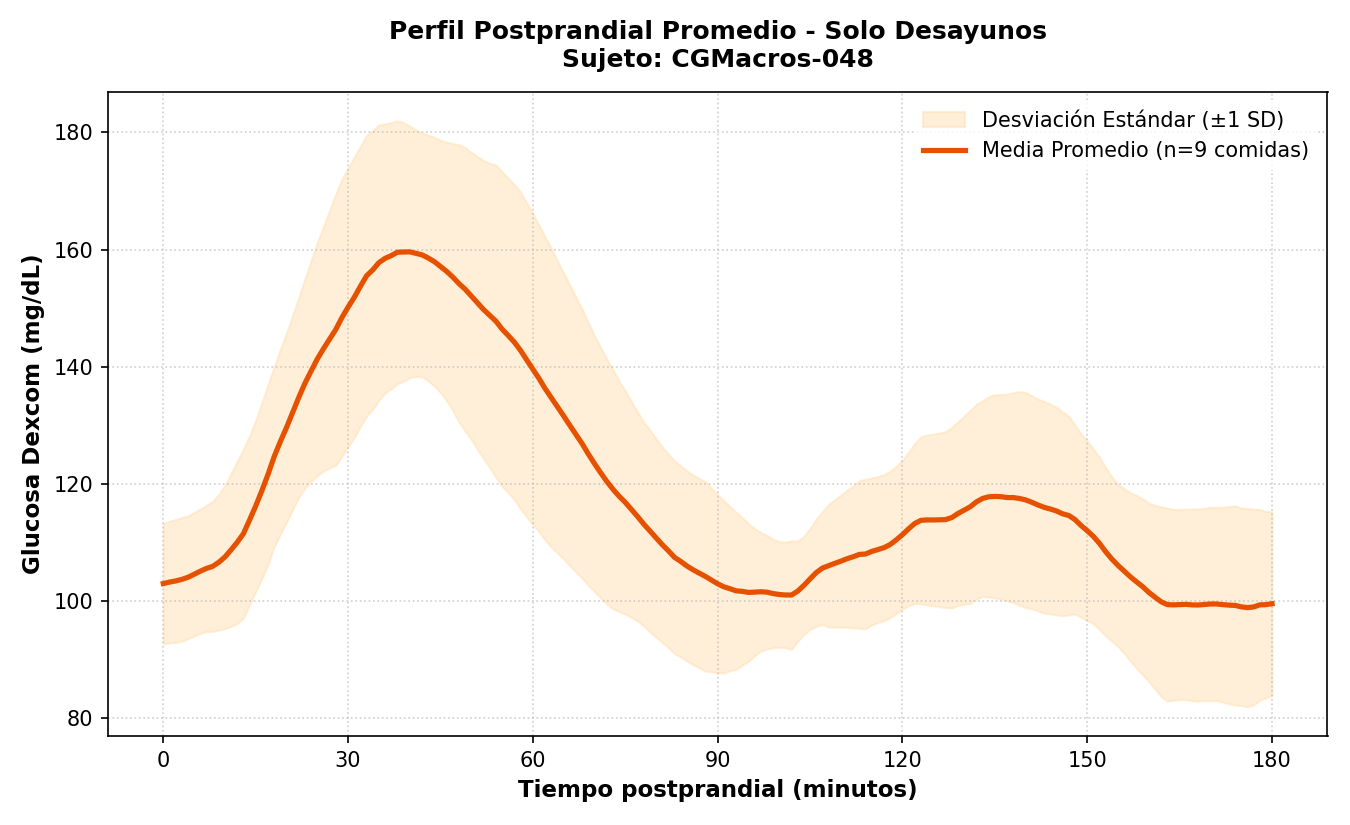 Perfil Postprandial Promedio - Solo Desayunos
Sujeto: CGMacros-048
Desviación Estándar (±1 SD)
Media Promedio (n=9 comidas)
Glucosa Dexcom (mg/dL)
180
160
140
120
100
80
0 30 60 90 120 150 180
Tiempo postprandial (minutos)